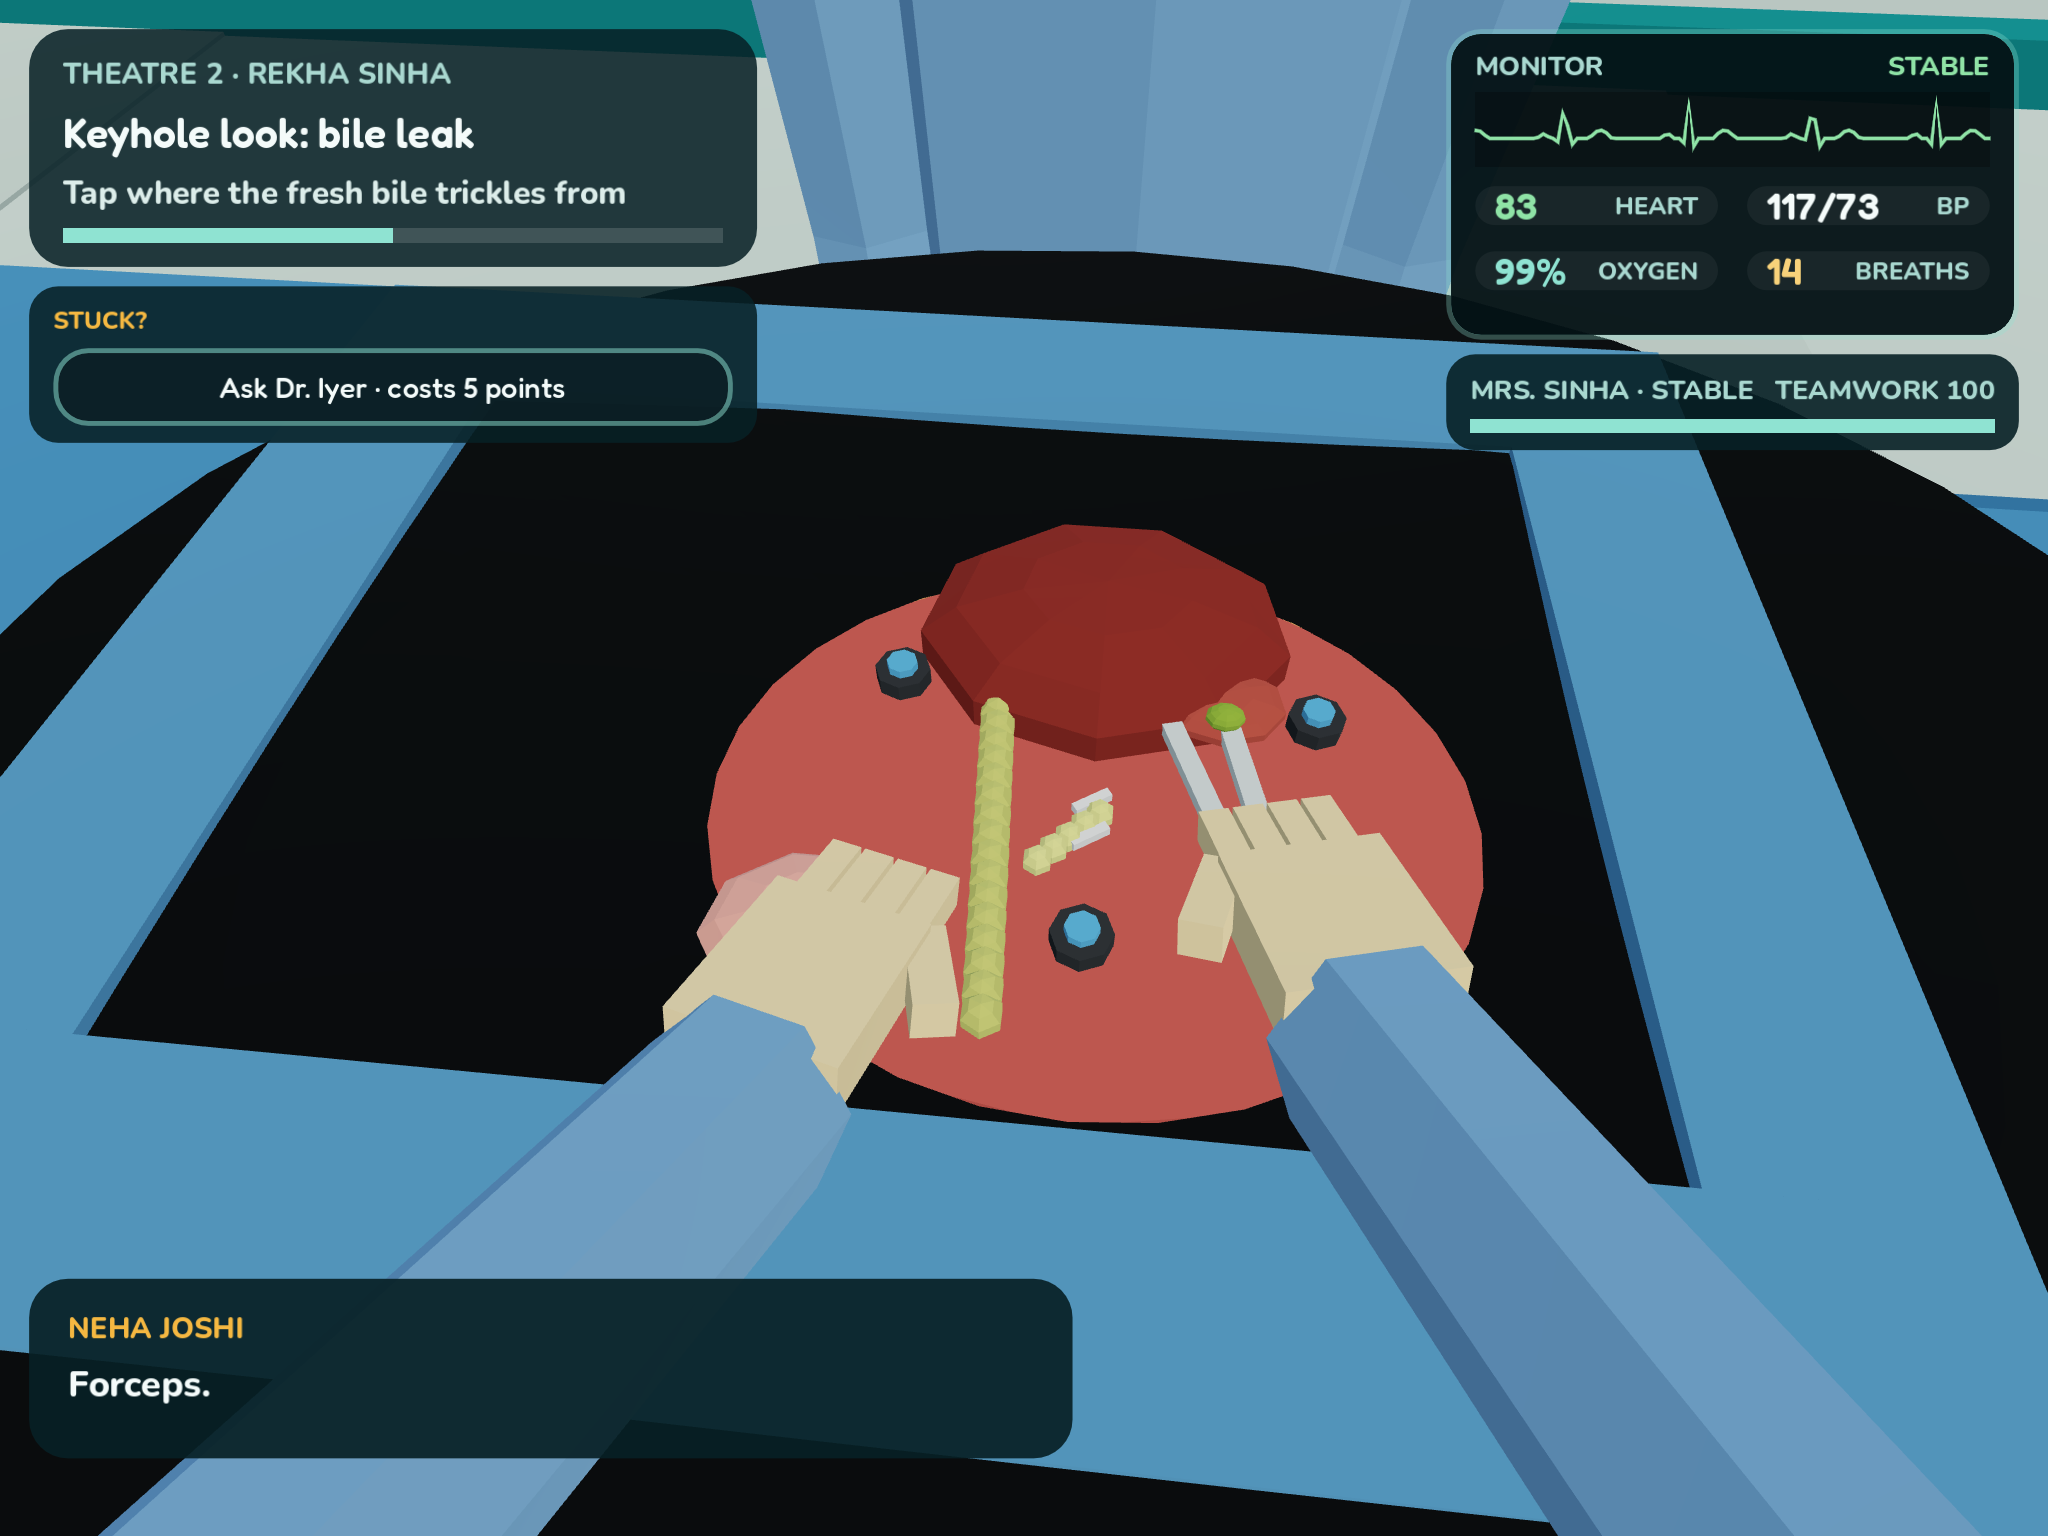 THEATRE 2 · REKHA SINHA
Keyhole look: bile leak
Tap where the fresh bile trickles from
STUCK?
Ask Dr. Iyer · costs 5 points
MONITOR STABLE
83 HEART 117/73 BP
99% OXYGEN 14 BREATHS
MRS. SINHA · STABLE TEAMWORK 100
NEHA JOSHI
Forceps.